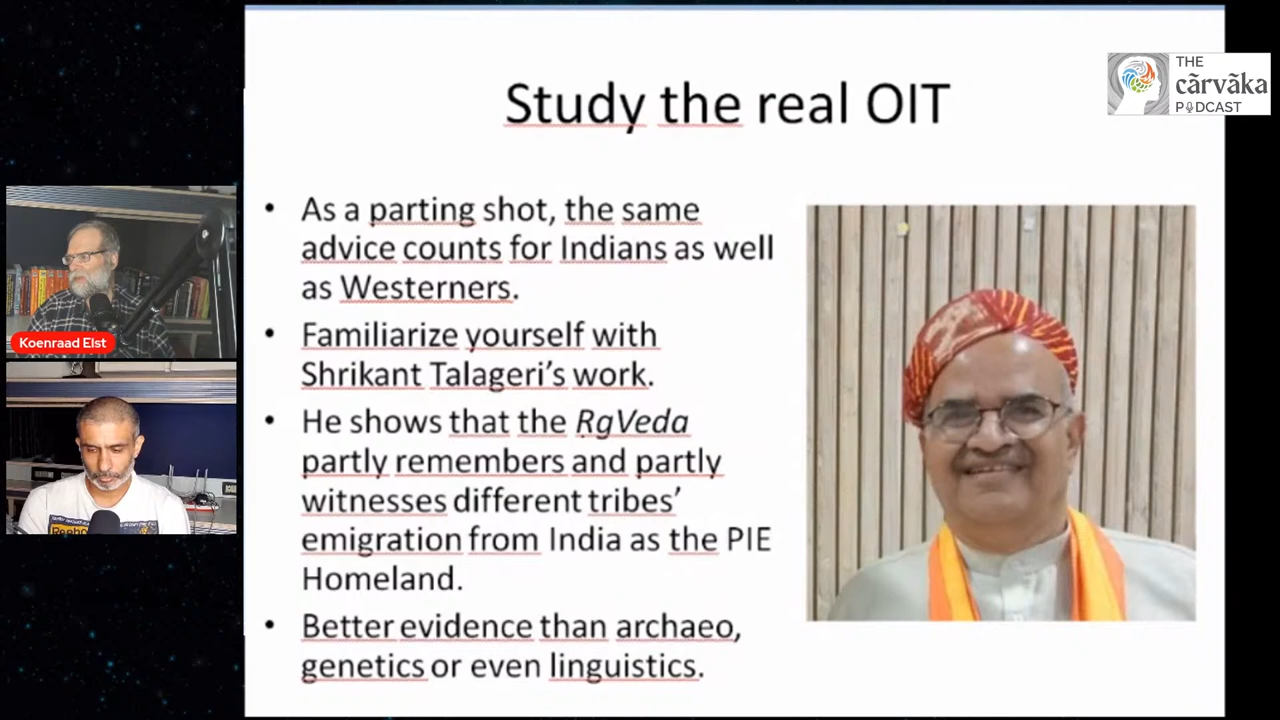 Study the real OIT
THE
cārvāka
PODCAST
• As a parting shot, the same
advice counts for Indians as well
as Westerners.
• Familiarize yourself with
Shrikant Talageri’s work.
• He shows that the RgVeda
partly remembers and partly
witnesses different tribes’
emigration from India as the PIE
Homeland.
• Better evidence than archaeo,
genetics or even linguistics.
Koenraad Elst